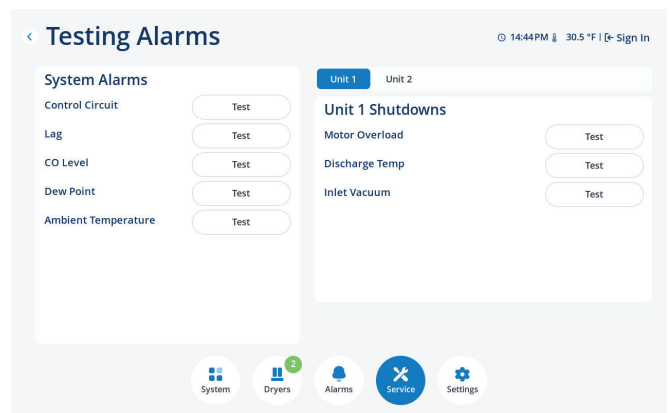 Testing Alarms
14:44PM 30.5 °F | Sign In
System Alarms
Control Circuit Test
Lag Test
CO Level Test
Dew Point Test
Ambient Temperature Test
Unit 1 Unit 2
Unit 1 Shutdowns
Motor Overload Test
Discharge Temp Test
Inlet Vacuum Test
2
System Dryers Alarms Service Settings